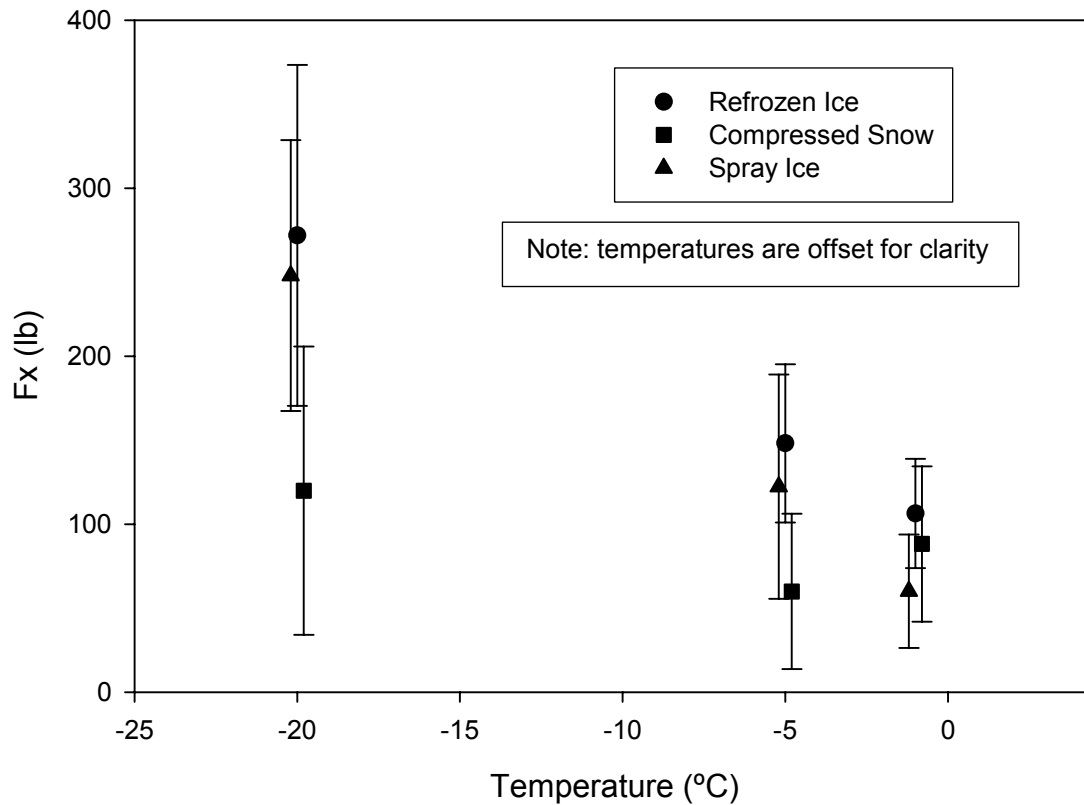 400
300
200
100
0
Fx (lb)
Refrozen Ice
Compressed Snow
Spray Ice
Note: temperatures are offset for clarity
-25
-20
-15
-10
-5
0
Temperature (ºC)